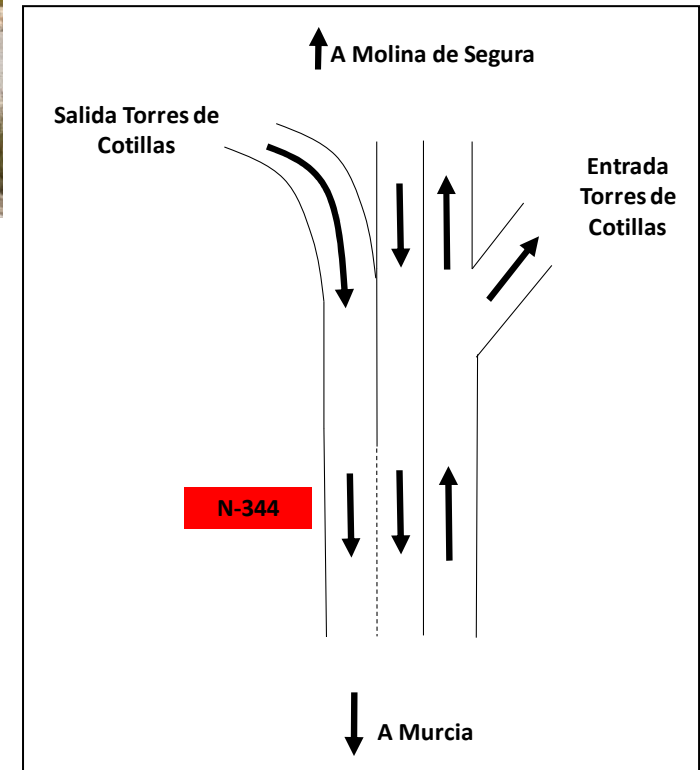 A Molina de Segura
Salida Torres de
Cotillas
Entrada
Torres de
Cotillas
N-344
A Murcia